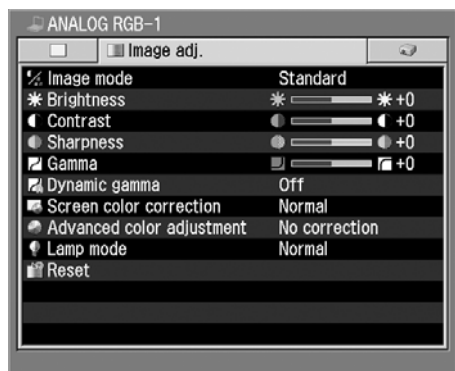 ANALOG RGB-1
Image adj.
Image mode Standard
Brightness +0
Contrast +0
Sharpness +0
Gamma +0
Dynamic gamma Off
Screen color correction Normal
Advanced color adjustment No correction
Lamp mode Normal
Reset